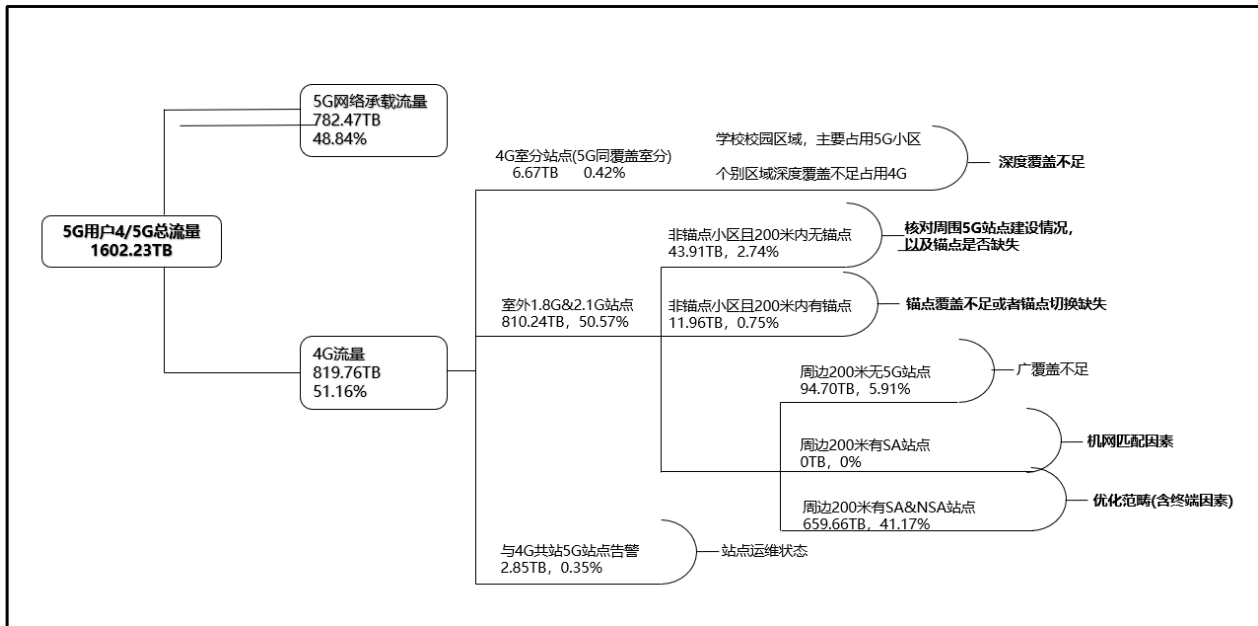 5G网络承载流量
782.47TB
48.84%
5G用户4/5G总流量
1602.23TB
4G流量
819.76TB
51.16%
4G室分站点(5G同覆盖室分)
6.67TB 0.42%
学校校园区域，主要占用5G小区
个别区域深度覆盖不足占用4G
深度覆盖不足
室外1.8G&2.1G站点
810.24TB，50.57%
非锚点小区且200米内无锚点
43.91TB，2.74%
核对周围5G站点建设情况，
以及锚点是否缺失
非锚点小区且200米内有锚点
11.96TB，0.75%
锚点覆盖不足或者锚点切换缺失
周边200米无5G站点
94.70TB，5.91%
广覆盖不足
周边200米有SA站点
0TB，0%
机网匹配因素
周边200米有SA&NSA站点
659.66TB，41.17%
优化范畴(含终端因素)
与4G共站5G站点告警
2.85TB，0.35%
站点运维状态